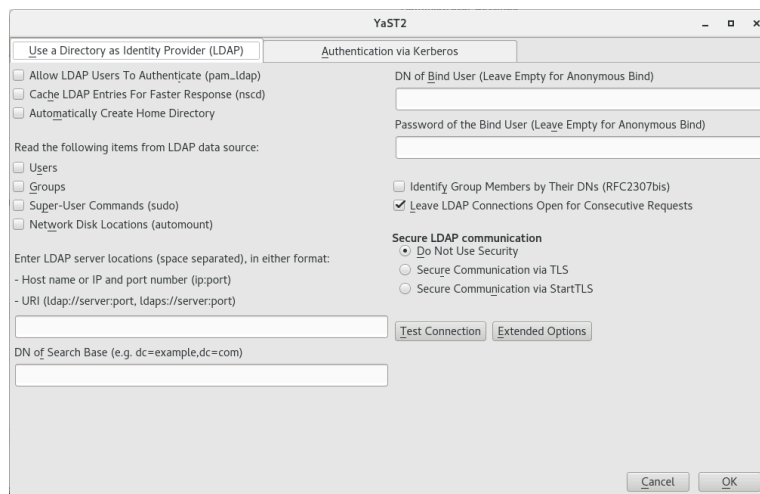 YaST2
Use a Directory as Identity Provider (LDAP)
Authentication via Kerberos
Allow LDAP Users To Authenticate (pam_ldap)
Cache LDAP Entries For Faster Response (nscd)
Automatically Create Home Directory
Read the following items from LDAP data source:
Users
Groups
Super-User Commands (sudo)
Network Disk Locations (automount)
Enter LDAP server locations (space separated), in either format:
- Host name or IP and port number (ip:port)
- URI (ldap://server:port, ldaps://server:port)
DN of Search Base (e.g. dc=example,dc=com)
DN of Bind User (Leave Empty for Anonymous Bind)
Password of the Bind User (Leave Empty for Anonymous Bind)
Identify Group Members by Their DNs (RFC2307bis)
Leave LDAP Connections Open for Consecutive Requests
Secure LDAP communication
Do Not Use Security
Secure Communication via TLS
Secure Communication via StartTLS
Test Connection
Extended Options
Cancel
OK